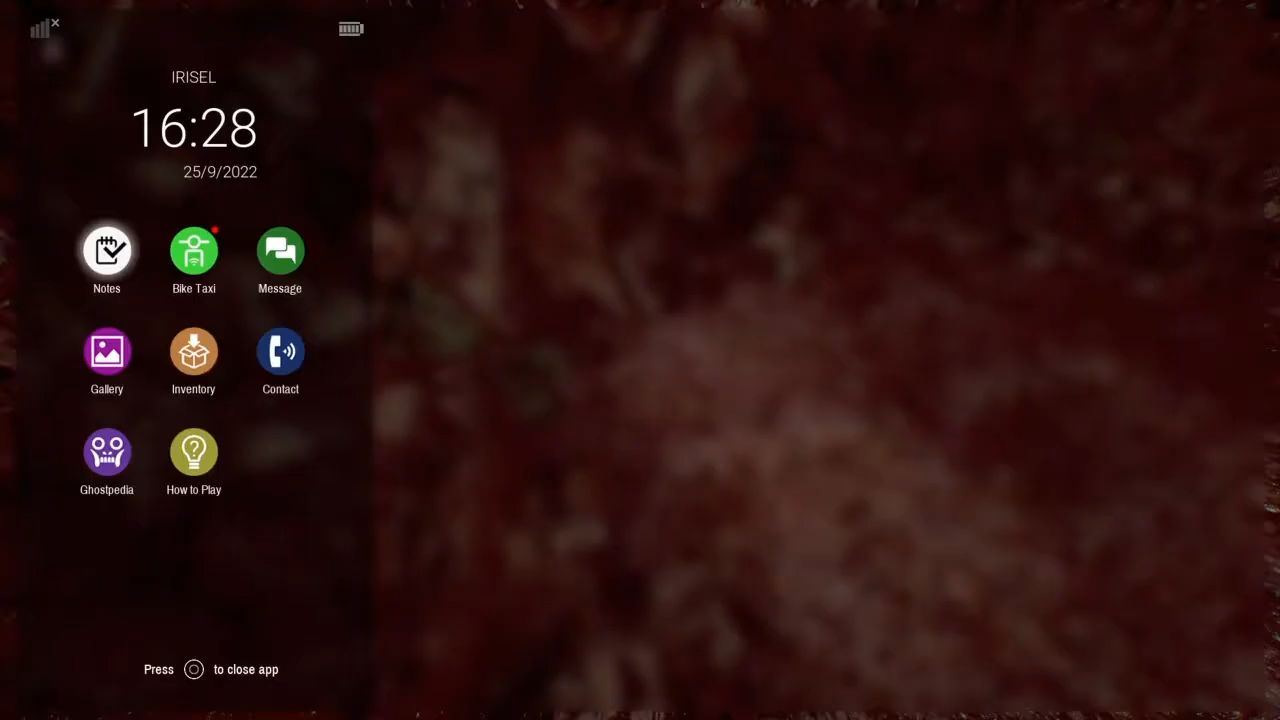 IRISEL
16:28
25/9/2022
Notes
Bike Taxi
Message
Gallery
Inventory
Contact
Ghostpedia
How to Play
Press to close app